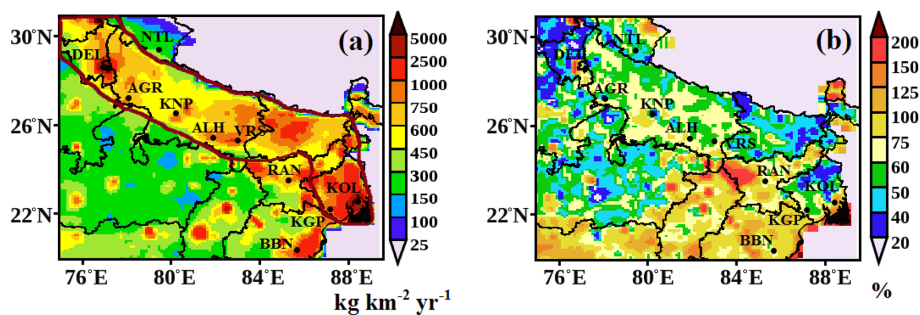 30°N
26°N
22°N
76°E
80°E
84°E
88°E
(a)
NTL
DEL
AGR
KNP
ALH
VRS
RAN
KOL
KGP
BBN
5000
2500
1000
750
600
450
300
150
100
25
kg km-2 yr-1
30°N
26°N
22°N
76°E
80°E
84°E
88°E
(b)
NTL
DEL
AGR
KNP
ALH
VRS
RAN
KOL
KGP
BBN
200
150
125
100
75
60
50
40
20
%